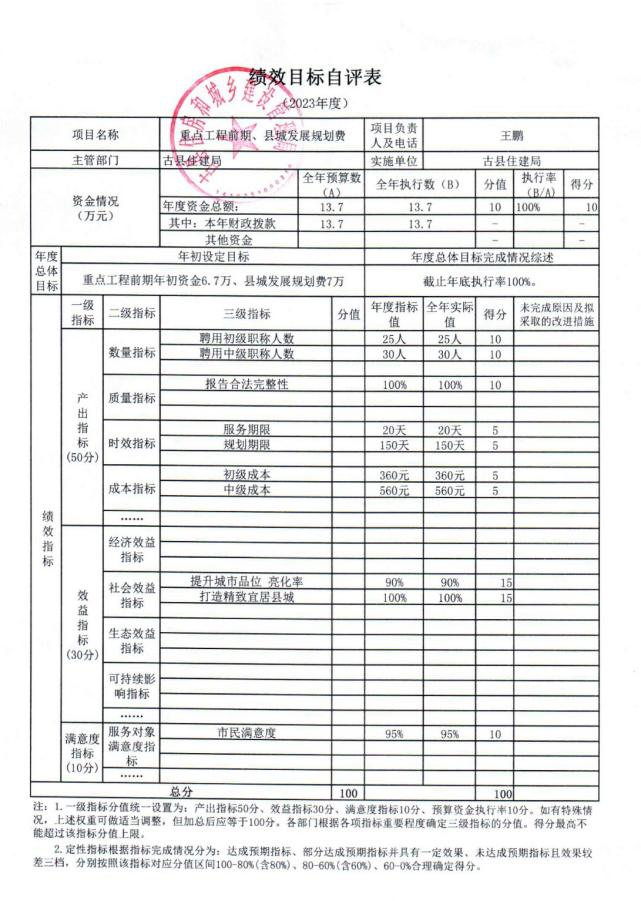 绩效目标自评表
（2023年度）
项目名称 重点工程前期、县城发展规划费 项目负责人及电话 王鹏
主管部门 古县住建局 实施单位 古县住建局
资金情况（万元） 全年预算数（A） 全年执行数（B） 分值 执行率（B/A） 得分
年度资金总额： 13.7 13.7 10 100% 10
其中：本年财政拨款 13.7 13.7 － －
其他资金 － －
年度总体目标 年初设定目标 年度总体目标完成情况综述
重点工程前期年初资金6.7万、县城发展规划费7万 截止年底执行率100%。
绩效指标 一级指标 二级指标 三级指标 分值 年度指标值 全年实际值 得分 未完成原因及拟采取的改进措施
产出指标（50分） 数量指标 聘用初级职称人数 25人 25人 10
聘用中级职称人数 30人 30人 10
质量指标 报告合法完整性 100% 100% 10
时效指标 服务期限 20天 20天 5
规划期限 150天 150天 5
成本指标 初级成本 360元 360元 5
中级成本 560元 560元 5
……
效益指标（30分） 经济效益指标
社会效益指标 提升城市品位 亮化率 90% 90% 15
打造精致宜居县城 100% 100% 15
生态效益指标
可持续影响指标
……
满意度指标（10分） 服务对象满意度指标 市民满意度 95% 95% 10
……
总分 100 100
注：1.一级指标分值统一设置为：产出指标50分、效益指标30分、满意度指标10分、预算资金执行率10分。如有特殊情
况，上述权重可做适当调整，但加总后应等于100分。各部门根据各项指标重要程度确定三级指标的分值。得分最高不
能超过该指标分值上限。
2.定性指标根据指标完成情况分为：达成预期指标、部分达成预期指标并具有一定效果、未达成预期指标且效果较
差三档，分别按照该指标对应分值区间100-80%(含80%)、80-60%(含60%)、60-0%合理确定得分。